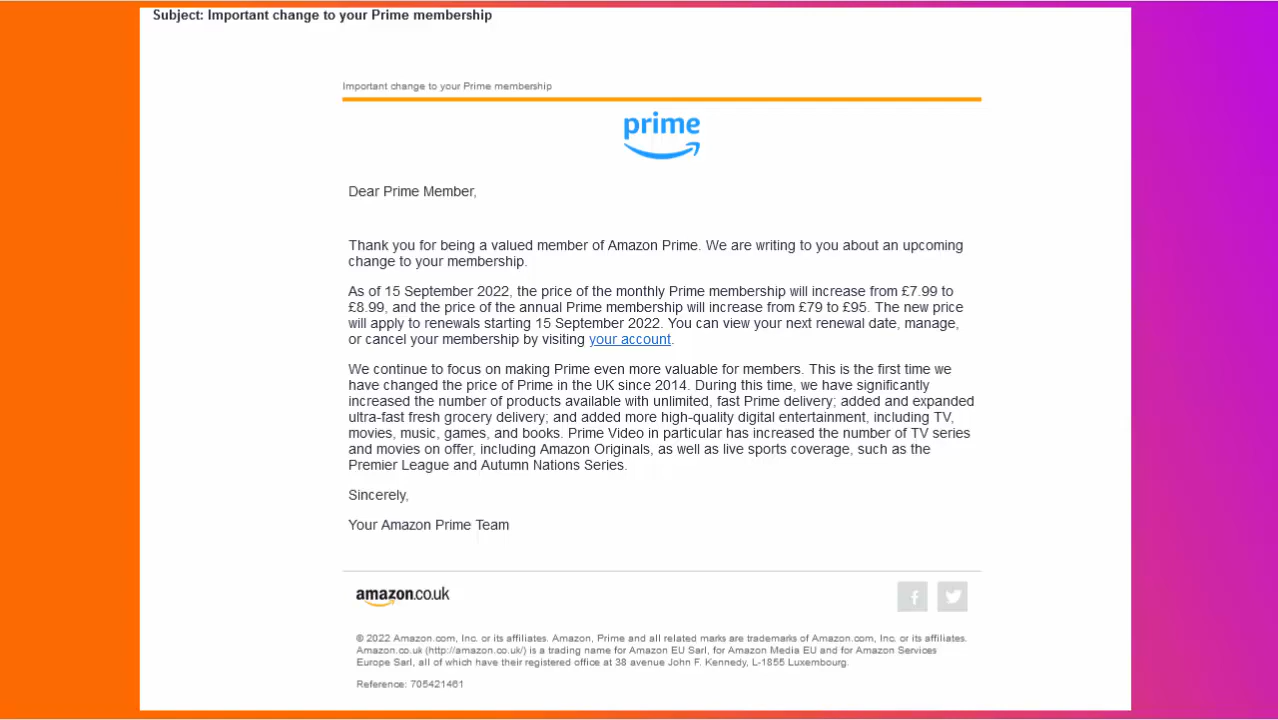 Subject: Important change to your Prime membership
Important change to your Prime membership
prime
Dear Prime Member,
Thank you for being a valued member of Amazon Prime. We are writing to you about an upcoming
change to your membership.
As of 15 September 2022, the price of the monthly Prime membership will increase from £7.99 to
£8.99, and the price of the annual Prime membership will increase from £79 to £95. The new price
will apply to renewals starting 15 September 2022. You can view your next renewal date, manage,
or cancel your membership by visiting your account.
We continue to focus on making Prime even more valuable for members. This is the first time we
have changed the price of Prime in the UK since 2014. During this time, we have significantly
increased the number of products available with unlimited, fast Prime delivery; added and expanded
ultra-fast fresh grocery delivery; and added more high-quality digital entertainment, including TV,
movies, music, games, and books. Prime Video in particular has increased the number of TV series
and movies on offer, including Amazon Originals, as well as live sports coverage, such as the
Premier League and Autumn Nations Series.
Sincerely,
Your Amazon Prime Team
amazon.co.uk
© 2022 Amazon.com, Inc. or its affiliates. Amazon, Prime and all related marks are trademarks of Amazon.com, Inc. or its affiliates.
Amazon.co.uk (http://amazon.co.uk/) is a trading name for Amazon EU Sarl, for Amazon Media EU and for Amazon Services
Europe Sarl, all of which have their registered office at 38 avenue John F. Kennedy, L-1855 Luxembourg.
Reference: 705421461